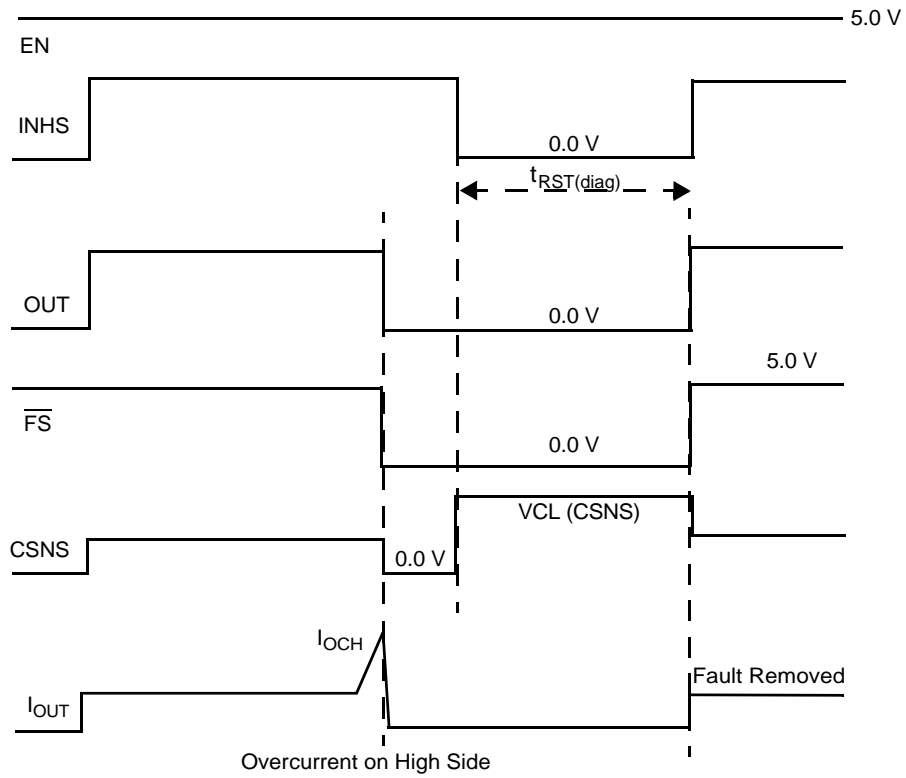 5.0 V
EN
INHS
0.0 V
tRST(diag)
OUT
0.0 V
5.0 V
FS
0.0 V
VCL (CSNS)
CSNS
0.0 V
IOCH
Fault Removed
IOUT
Overcurrent on High Side